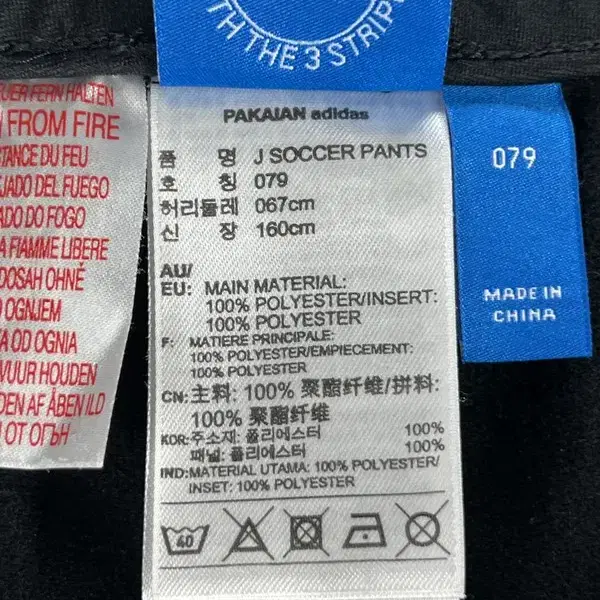 TH THE 3 STRIP
UER FERN HALTEN
FROM FIRE
TANCE DU FEU
JADO DEL FUEGO
ADO DO FOGO
A FIAMME LIBERE
DOSAH OHNĚ
OGNJEM
A OD OGNIA
VUUR HOUDEN
DEN AF ÅBEN ILD
И ОТ ОГЪН
PAKAIAN adidas
품 명 J SOCCER PANTS
호 칭 079
허리둘레 067cm
신 장 160cm
AU/
EU: MAIN MATERIAL:
100% POLYESTER/INSERT:
100% POLYESTER
F: MATIERE PRINCIPALE:
100% POLYESTER/EMPIECEMENT:
100% POLYESTER
CN: 主料: 100% 聚酯纤维/拼料:
100% 聚酯纤维
KOR: 주소재: 폴리에스터 100%
패널: 폴리에스터 100%
IND: MATERIAL UTAMA: 100% POLYESTER/
INSET: 100% POLYESTER
40
079
MADE IN
CHINA